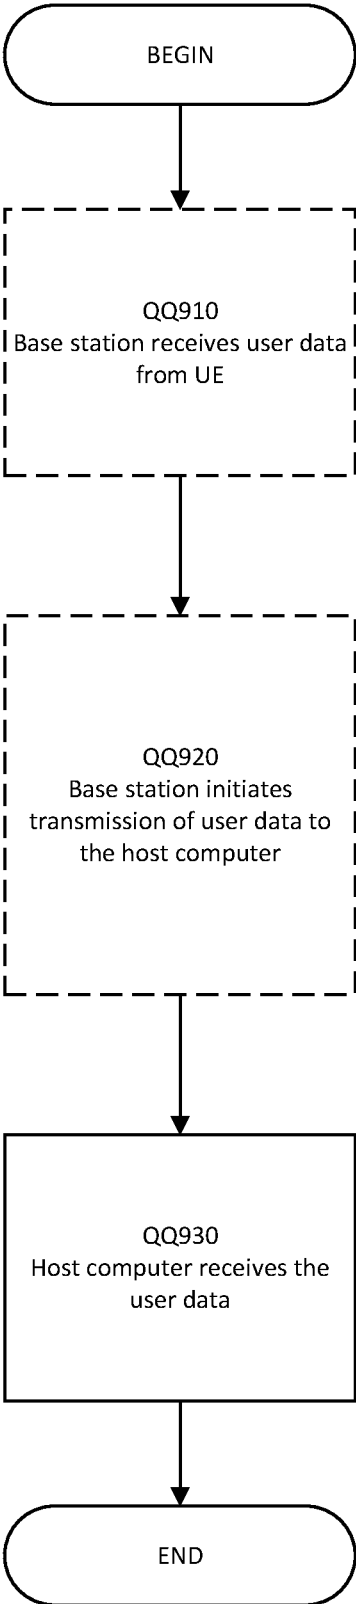 BEGIN
QQ910
Base station receives user data
from UE
QQ920
Base station initiates
transmission of user data to
the host computer
QQ930
Host computer receives the
user data
END